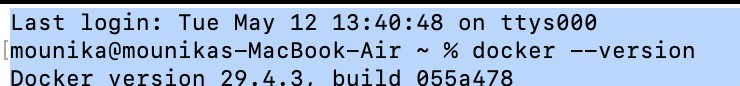 Last login: Tue May 12 13:40:48 on ttys000
[mounika@mounikas-MacBook-Air ~ % docker --version
Docker version 29.4.3, build 055a478